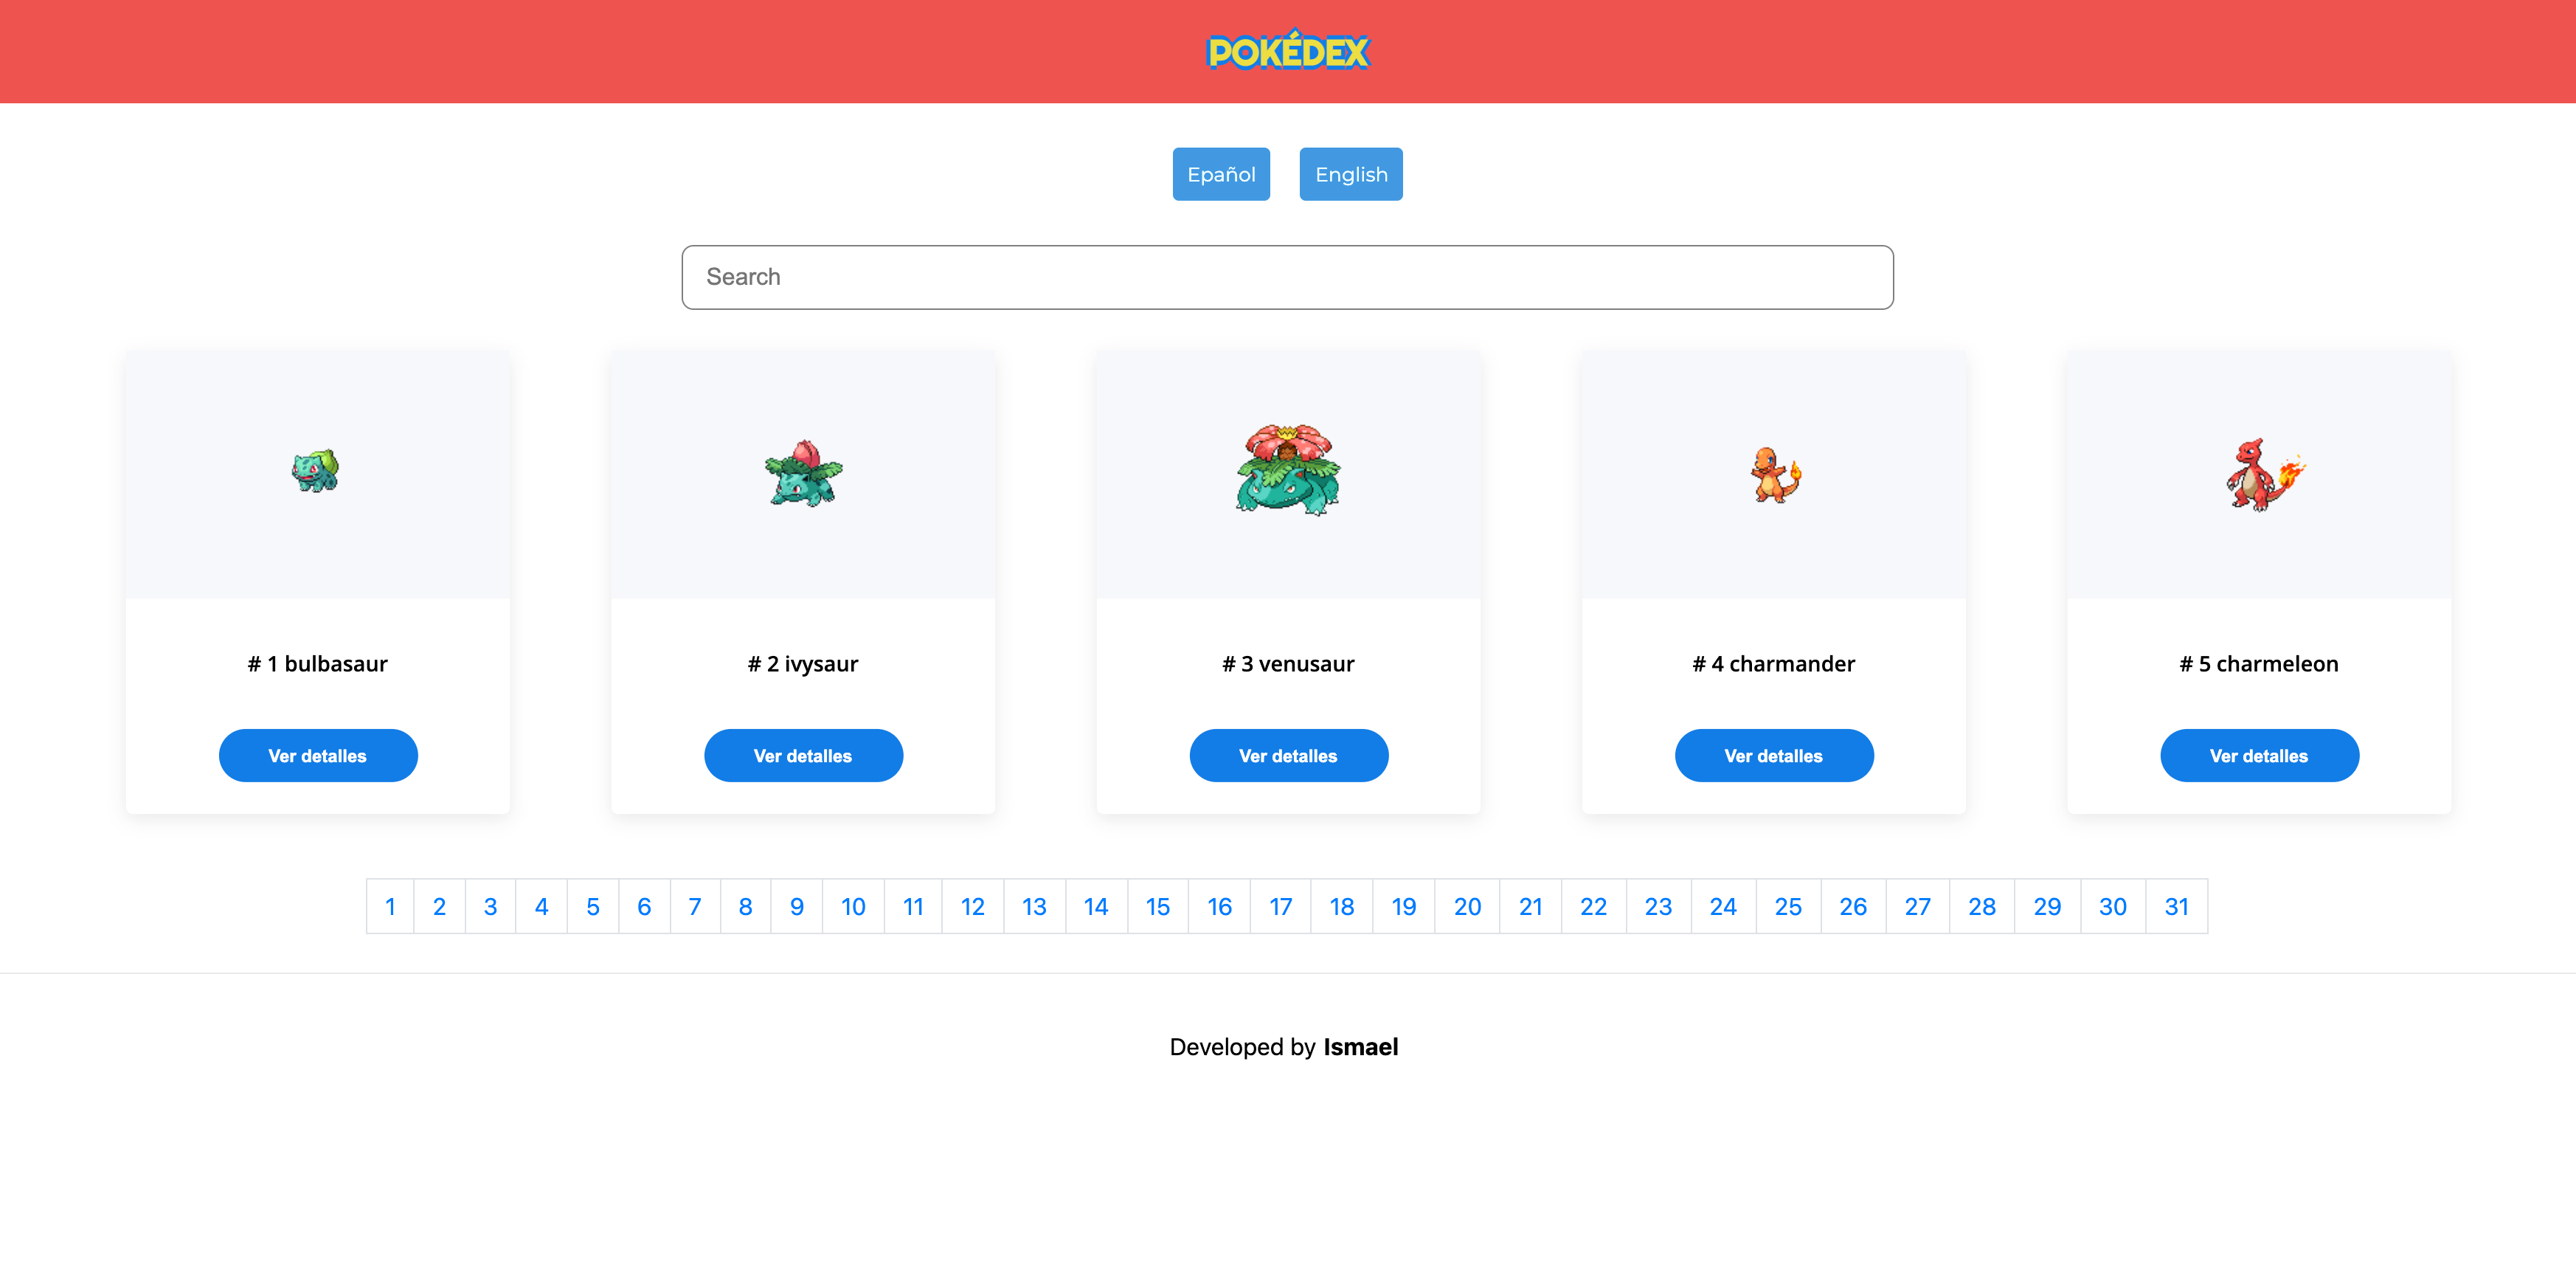 POKÉDEX
Epañol English
Search
# 1 bulbasaur # 2 ivysaur # 3 venusaur # 4 charmander # 5 charmeleon
Ver detalles Ver detalles Ver detalles Ver detalles Ver detalles
1 2 3 4 5 6 7 8 9 10 11 12 13 14 15 16 17 18 19 20 21 22 23 24 25 26 27 28 29 30 31
Developed by Ismael